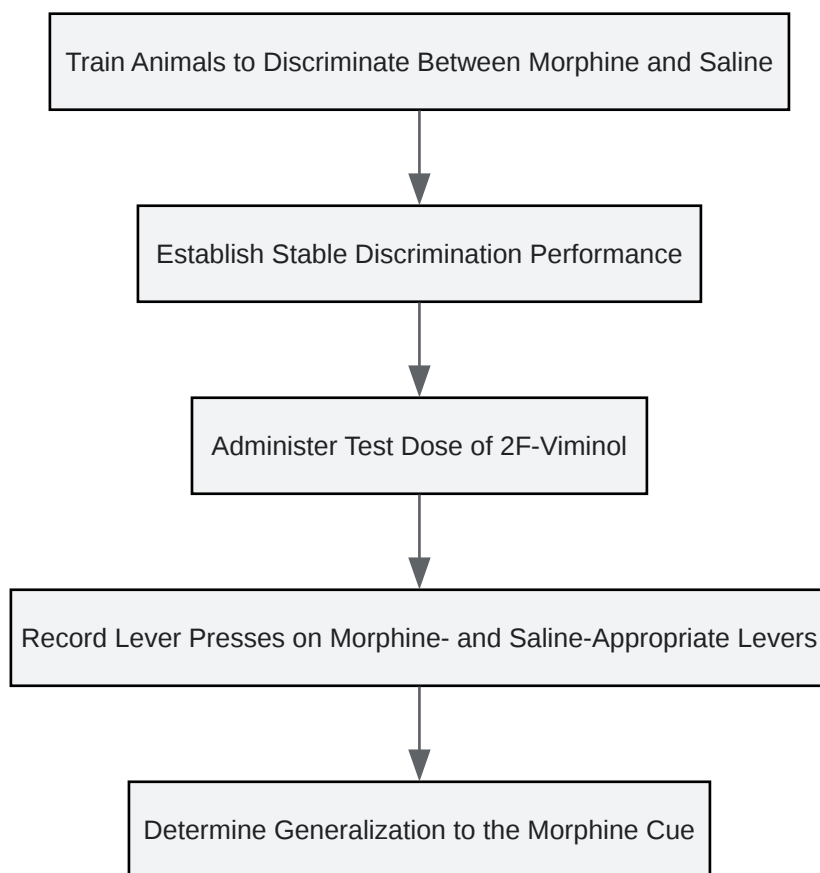 Train Animals to Discriminate Between Morphine and Saline
Establish Stable Discrimination Performance
Administer Test Dose of 2F-Viminol
Record Lever Presses on Morphine- and Saline-Appropriate Levers
Determine Generalization to the Morphine Cue